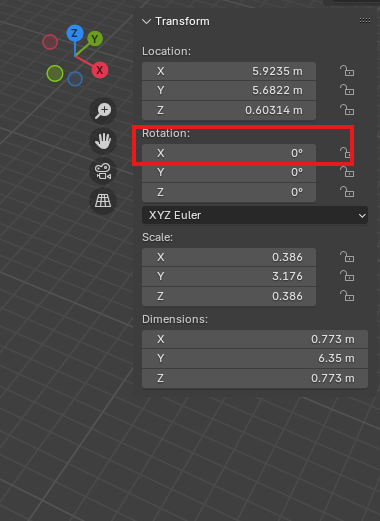 Transform
Location:
X 5.9235 m
Y 5.6822 m
Z 0.60314 m
Rotation:
X 0°
Y 0°
Z 0°
XYZ Euler
Scale:
X 0.386
Y 3.176
Z 0.386
Dimensions:
X 0.773 m
Y 6.35 m
Z 0.773 m
Z
Y
X